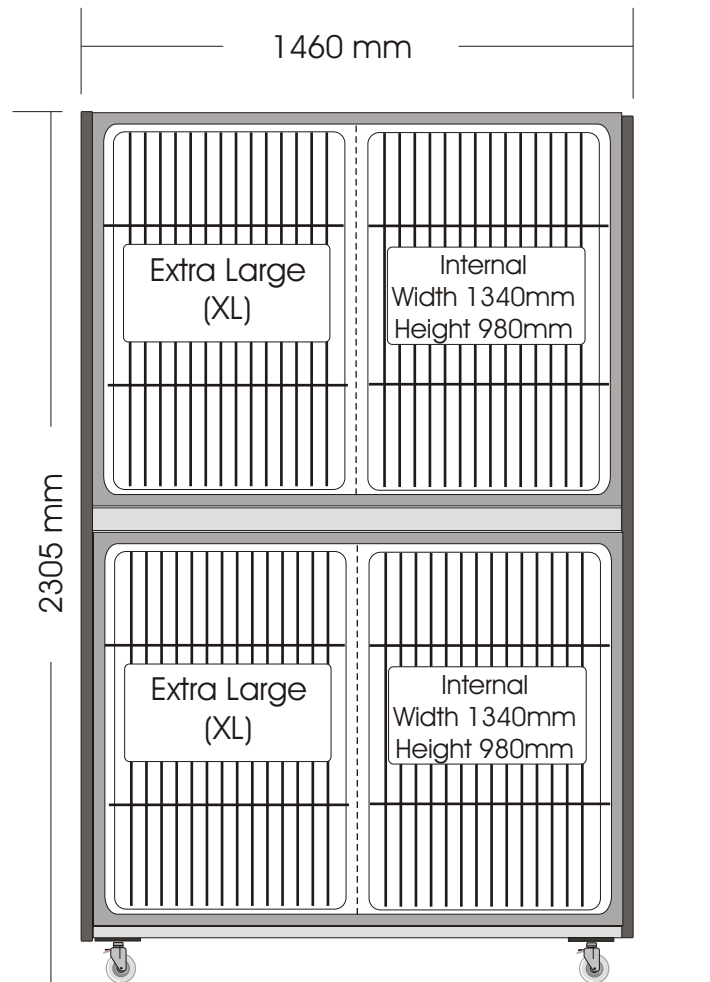 1460 mm
Extra Large
(XL)
Internal
Width 1340mm
Height 980mm
2305 mm
Extra Large
(XL)
Internal
Width 1340mm
Height 980mm